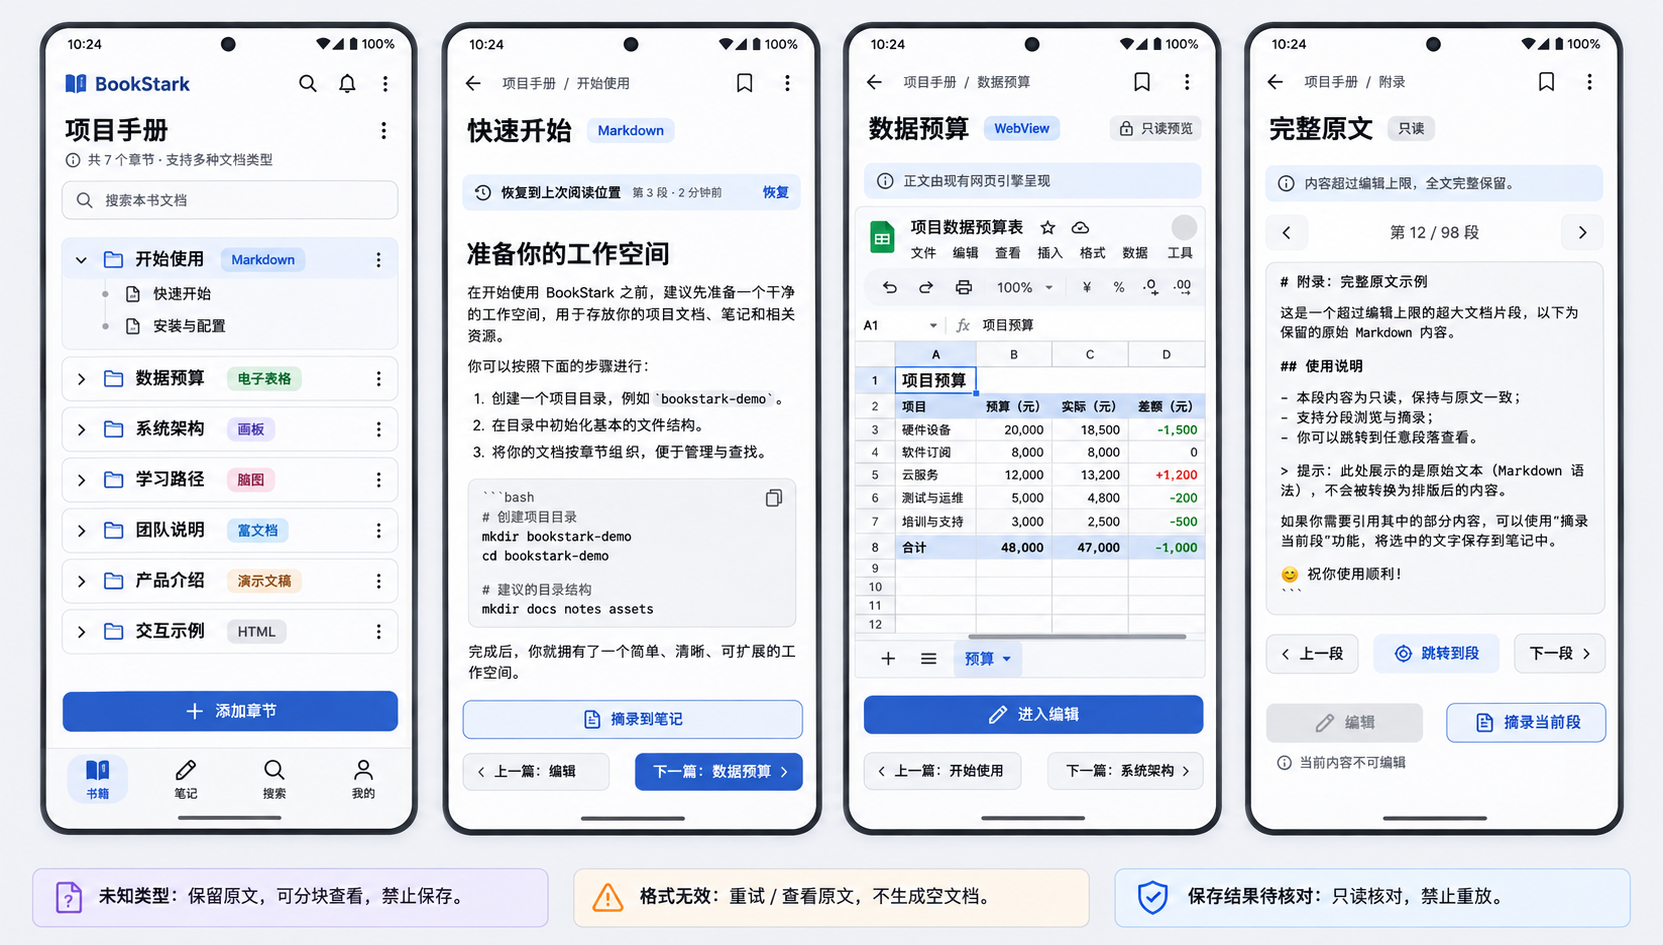 10:24
100%
BookStark
项目手册
共 7 个章节 · 支持多种文档类型
搜索本书文档
开始使用 Markdown
快速开始
安装与配置
数据预算 电子表格
系统架构 画板
学习路径 脑图
团队说明 富文档
产品介绍 演示文稿
交互示例 HTML
+ 添加章节
书籍 笔记 搜索 我的
10:24
100%
项目手册 / 开始使用
快速开始 Markdown
恢复到上次阅读位置 第 3 段 · 2 分钟前 恢复
准备你的工作空间
在开始使用 BookStark 之前，建议先准备一个干净
的工作空间，用于存放你的项目文档、笔记和相关
资源。
你可以按照下面的步骤进行：
1. 创建一个项目目录，例如 `bookstark-demo`。
2. 在目录中初始化基本的文件结构。
3. 将你的文档按章节组织，便于管理与查找。
```bash
# 创建项目目录
mkdir bookstark-demo
cd bookstark-demo
# 建议的目录结构
mkdir docs notes assets
完成后，你就拥有了一个简单、清晰、可扩展的工
作空间。
摘录到笔记
上一篇：编辑 下一篇：数据预算
10:24
100%
项目手册 / 数据预算
数据预算 WebView 只读预览
正文由现有网页引擎呈现
项目数据预算表
文件 编辑 查看 插入 格式 数据 工具
100% ¥ % .0 .00
A1 fx 项目预算
A B C D
1 项目预算
2 项目 预算（元） 实际（元） 差额（元）
3 硬件设备 20,000 18,500 -1,500
4 软件订阅 8,000 8,000 0
5 云服务 12,000 13,200 +1,200
6 测试与运维 5,000 4,800 -200
7 培训与支持 3,000 2,500 -500
8 合计 48,000 47,000 -1,000
9
10
11
12
+ 预算
进入编辑
上一篇：开始使用 下一篇：系统架构
10:24
100%
项目手册 / 附录
完整原文 只读
内容超过编辑上限，全文完整保留。
第 12 / 98 段
# 附录：完整原文示例
这是一个超过编辑上限的超大文档片段，以下为
保留的原始 Markdown 内容。
## 使用说明
- 本段内容为只读，保持与原文一致；
- 支持分段浏览与摘录；
- 你可以跳转到任意段落查看。
> 提示：此处展示的是原始文本（Markdown 语
法），不会被转换为排版后的内容。
如果你需要引用其中的部分内容，可以使用"摘录
当前段"功能，将选中的文字保存到笔记中。
😊 祝你使用顺利！
```
上一段 跳转到段 下一段
编辑 摘录当前段
当前内容不可编辑
未知类型：保留原文，可分块查看，禁止保存。
格式无效：重试 / 查看原文，不生成空文档。
保存结果待核对：只读核对，禁止重放。